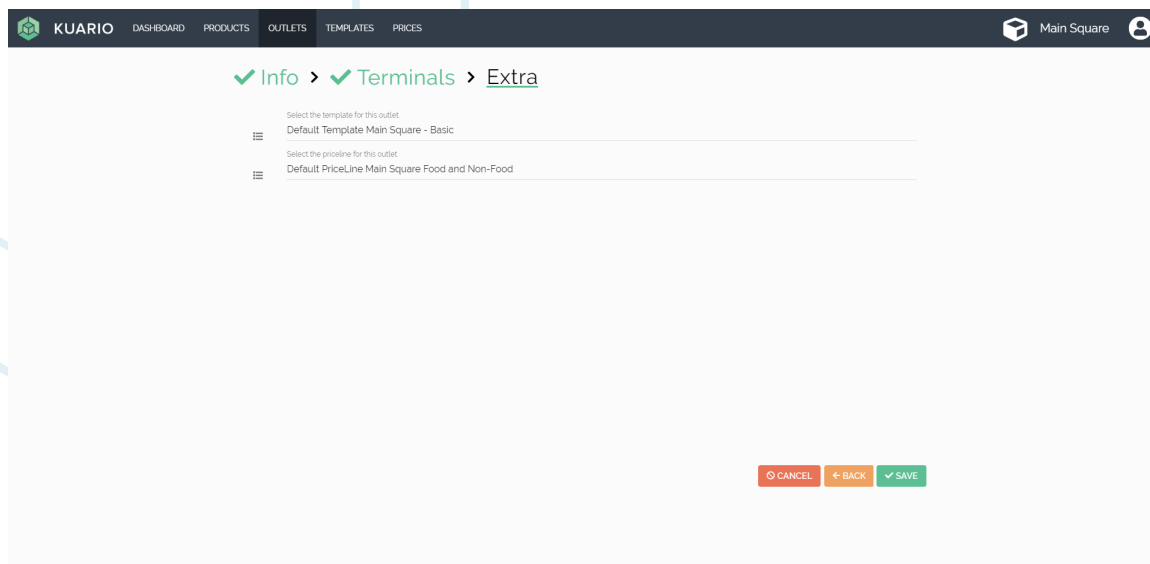 KUARIO DASHBOARD PRODUCTS OUTLETS TEMPLATES PRICES Main Square
Info > Terminals > Extra
Select the template for this outlet.
Default Template Main Square - Basic
Select the priceline for this outlet.
Default PriceLine Main Square Food and Non-Food
CANCEL BACK SAVE